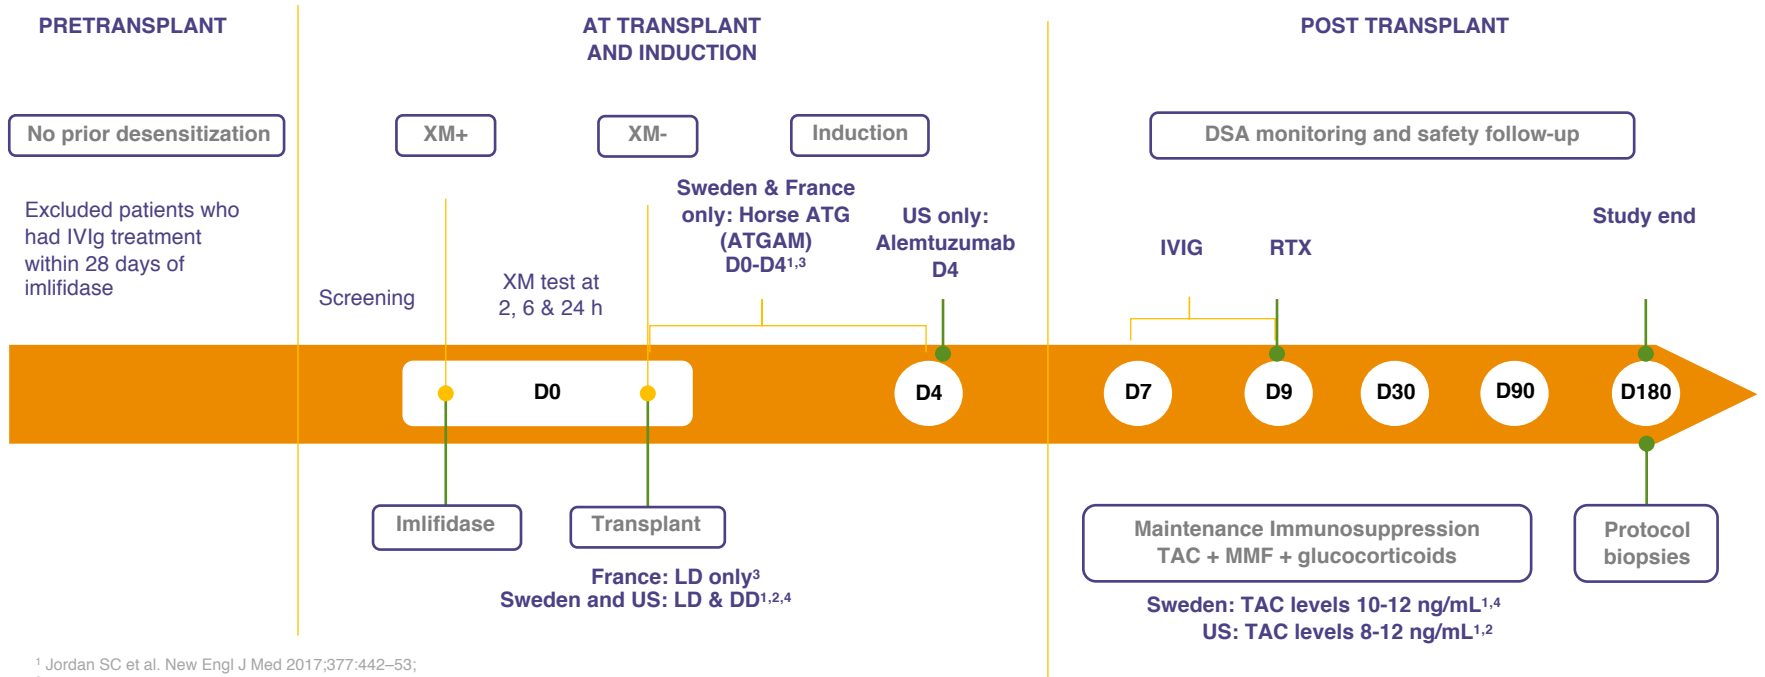 PRETRANSPLANT
AT TRANSPLANT
AND INDUCTION
POST TRANSPLANT
No prior desensitization
XM+
XM-
Induction
DSA monitoring and safety follow-up
Excluded patients who
had IVIg treatment
within 28 days of
imlifidase
Screening
XM test at
2, 6 & 24 h
Sweden & France
only: Horse ATG
(ATGAM)
D0-D4¹,³
US only:
Alemtuzumab
D4
IVIG
RTX
Study end
D0
D4
D7
D9
D30
D90
D180
Imlifidase
Transplant
France: LD only³
Sweden and US: LD & DD¹,²,⁴
Maintenance Immunosuppression
TAC + MMF + glucocorticoids
Sweden: TAC levels 10-12 ng/mL¹,⁴
US: TAC levels 8-12 ng/mL¹,²
Protocol
biopsies
¹ Jordan SC et al. New Engl J Med 2017;377:442–53;